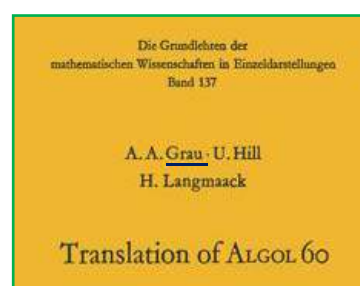 Die Grundlehren der
mathematischen Wissenschaften in Einzeldarstellungen
Band 137
A. A. Grau · U. Hill
H. Langmaack
Translation of ALGOL 60